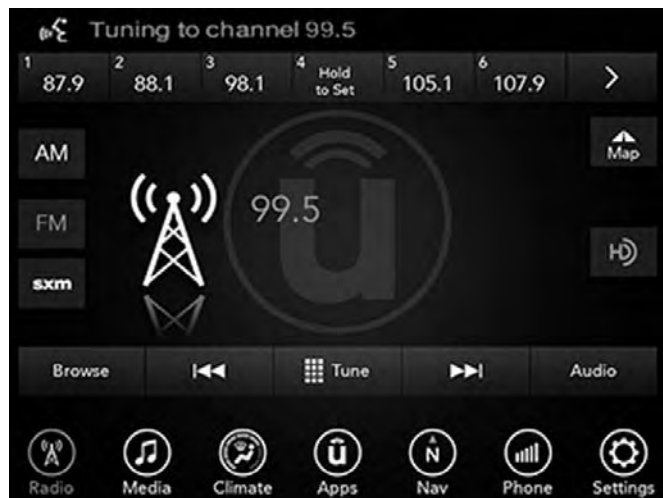 Tuning to channel 99.5
1 87.9 2 88.1 3 98.1 4 Hold to Set 5 105.1 6 107.9
AM
Map
99.5
FM
HD
sxm
û
Browse Tune Audio
N
û
Radio Media Climate Apps Nav Phone Settings